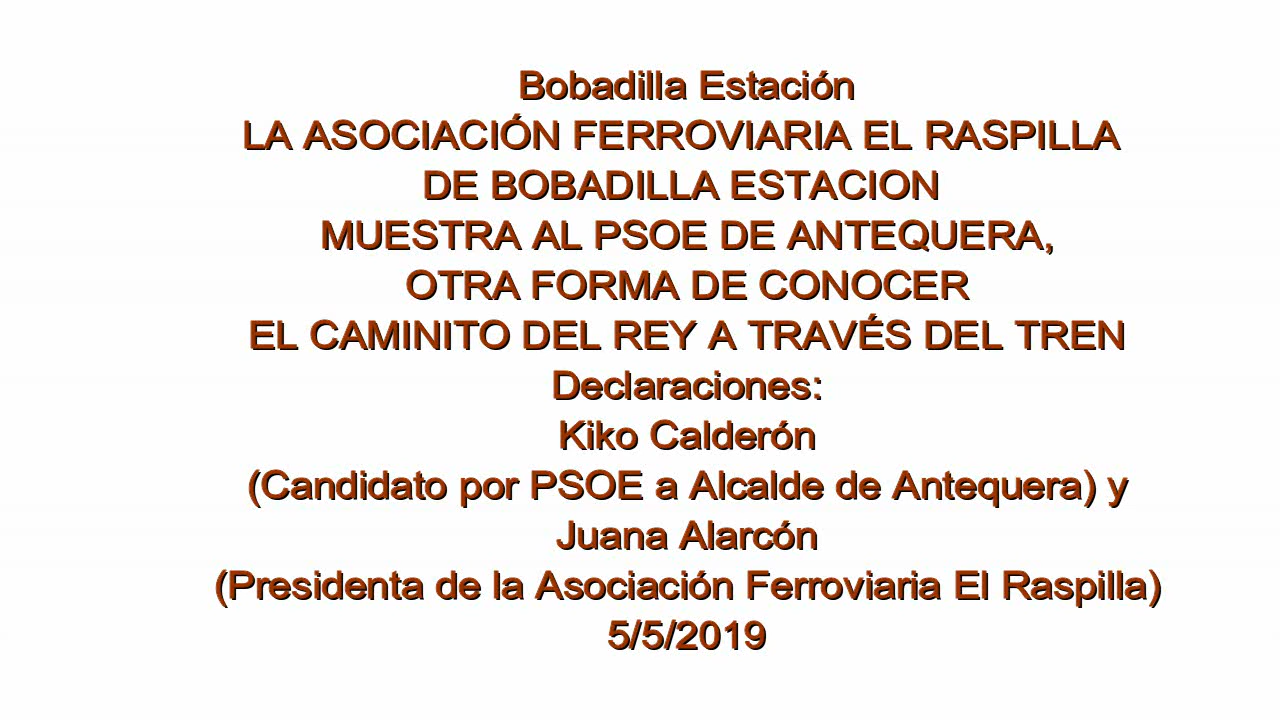 Bobadilla Estación
LA ASOCIACIÓN FERROVIARIA EL RASPILLA
DE BOBADILLA ESTACION
MUESTRA AL PSOE DE ANTEQUERA,
OTRA FORMA DE CONOCER
EL CAMINITO DEL REY A TRAVÉS DEL TREN
Declaraciones:
Kiko Calderón
(Candidato por PSOE a Alcalde de Antequera) y
Juana Alarcón
(Presidenta de la Asociación Ferroviaria El Raspilla)
5/5/2019